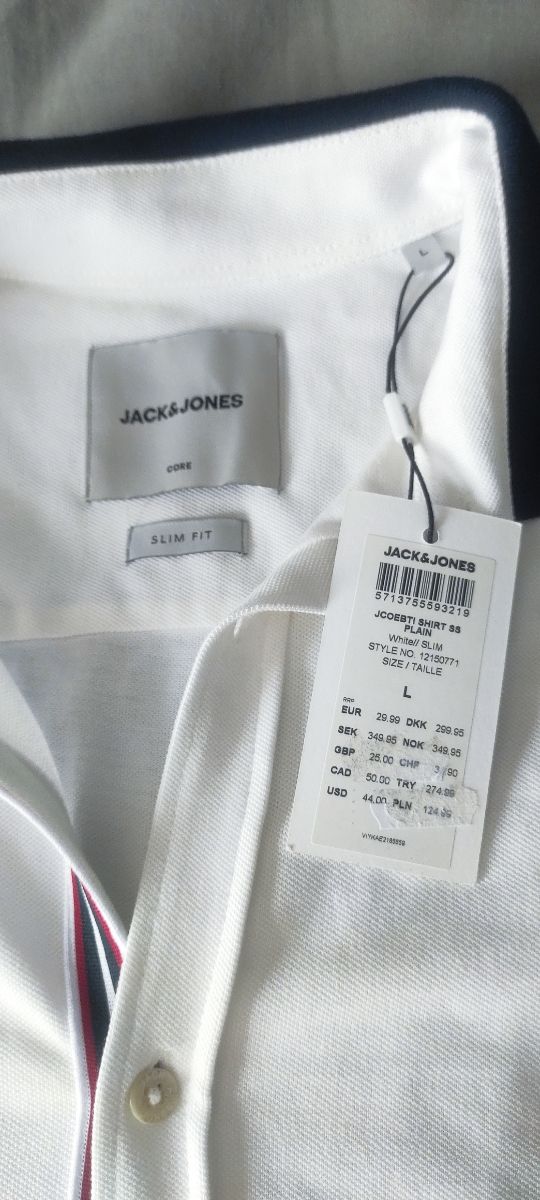 L
JACK&JONES
CORE
SLIM FIT
JACK&JONES
5713755593219
JCOEBTI SHIRT SS
PLAIN
White// SLIM
STYLE NO. 12150771
SIZE / TAILLE
L
RRP
EUR 29.99 DKK 299.95
SEK 349.95 NOK 349.95
GBP 25.00 CHF
CAD 50.00 TRY 274.99
USD 44.00 PLN 124.99